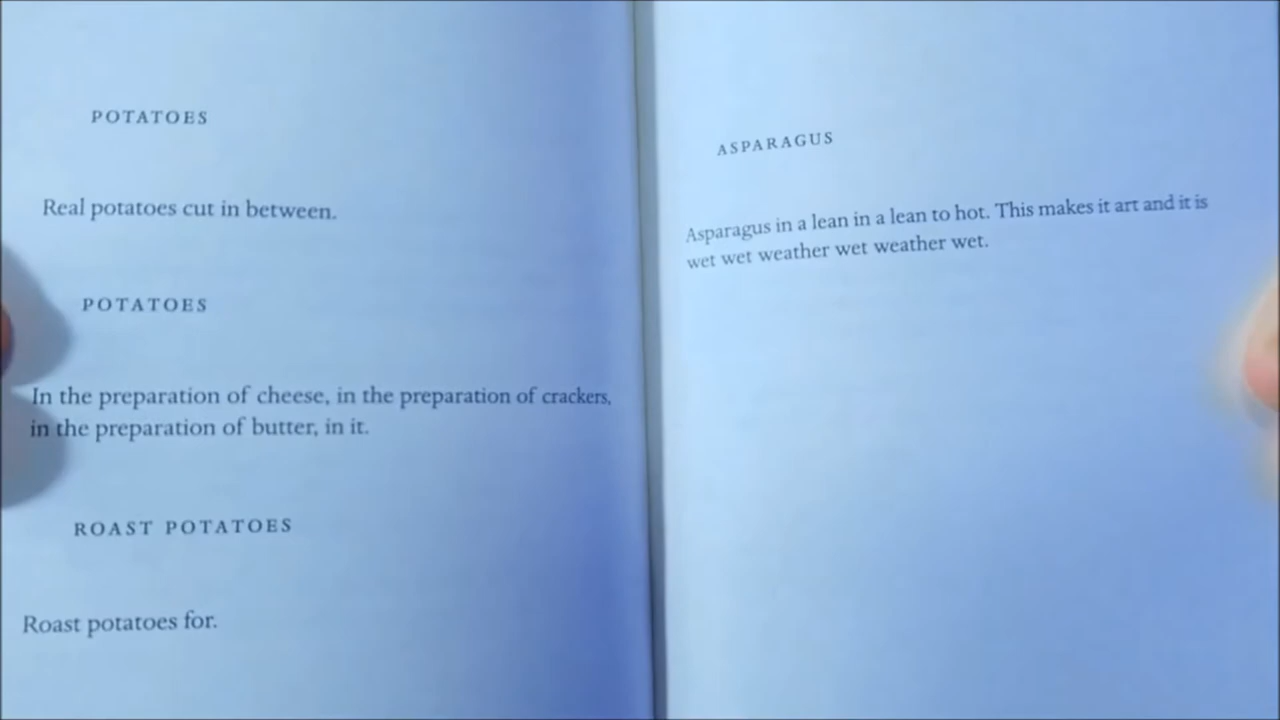 POTATOES
Real potatoes cut in between.
POTATOES
In the preparation of cheese, in the preparation of crackers,
in the preparation of butter, in it.
ROAST POTATOES
Roast potatoes for.
ASPARAGUS
Asparagus in a lean in a lean to hot. This makes it art and it is
wet wet weather wet weather wet.